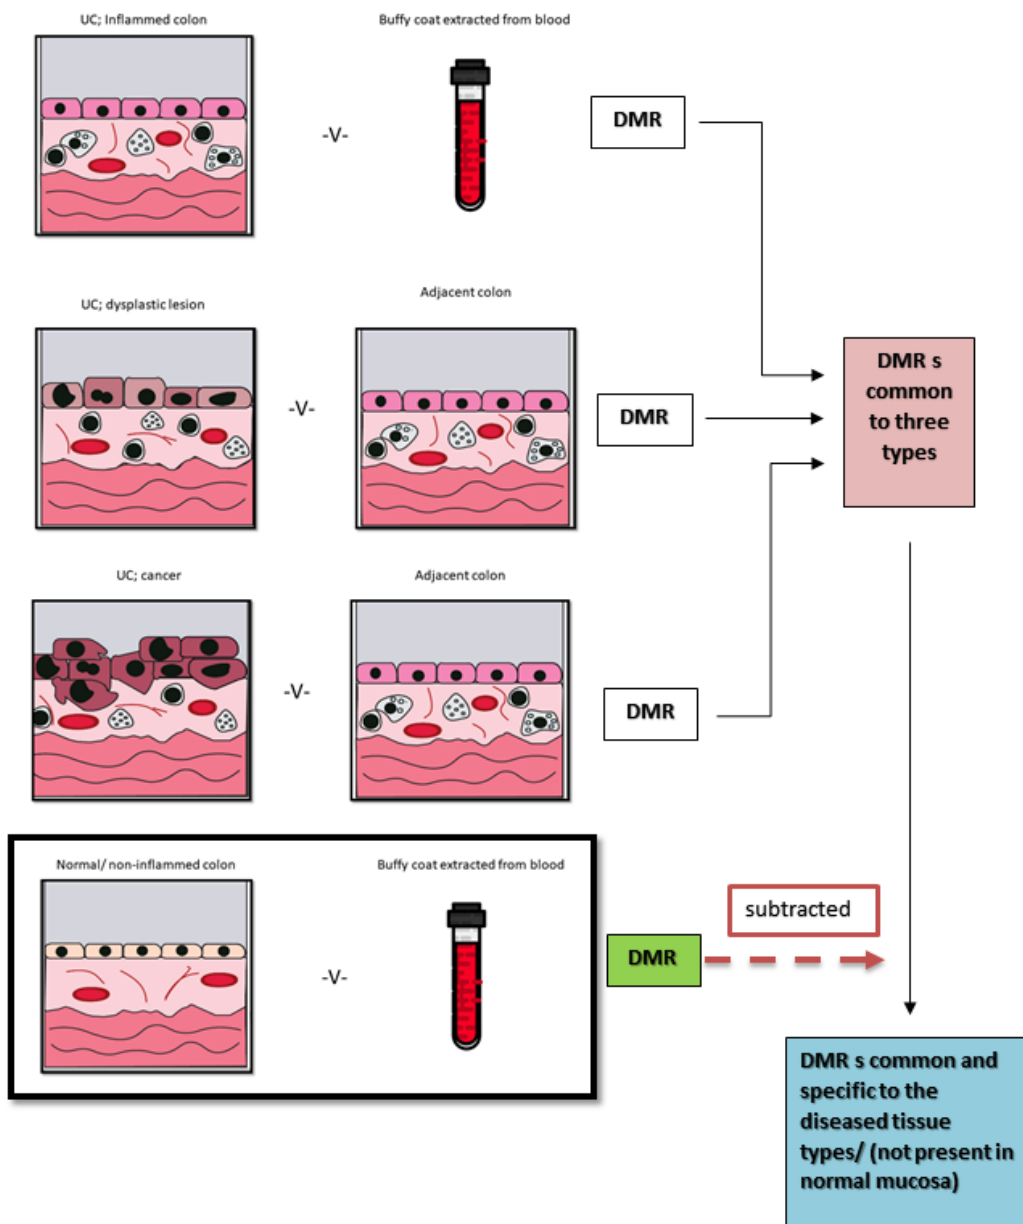 UC; Inflammed colon
Buffy coat extracted from blood
-V-
DMR
UC; dysplastic lesion
Adjacent colon
-V-
DMR
DMR s
common
to three
types
UC; cancer
Adjacent colon
-V-
DMR
Normal/ non-inflammed colon
Buffy coat extracted from blood
-V-
DMR
subtracted
DMR s common and
specific to the
diseased tissue
types/ (not present in
normal mucosa)